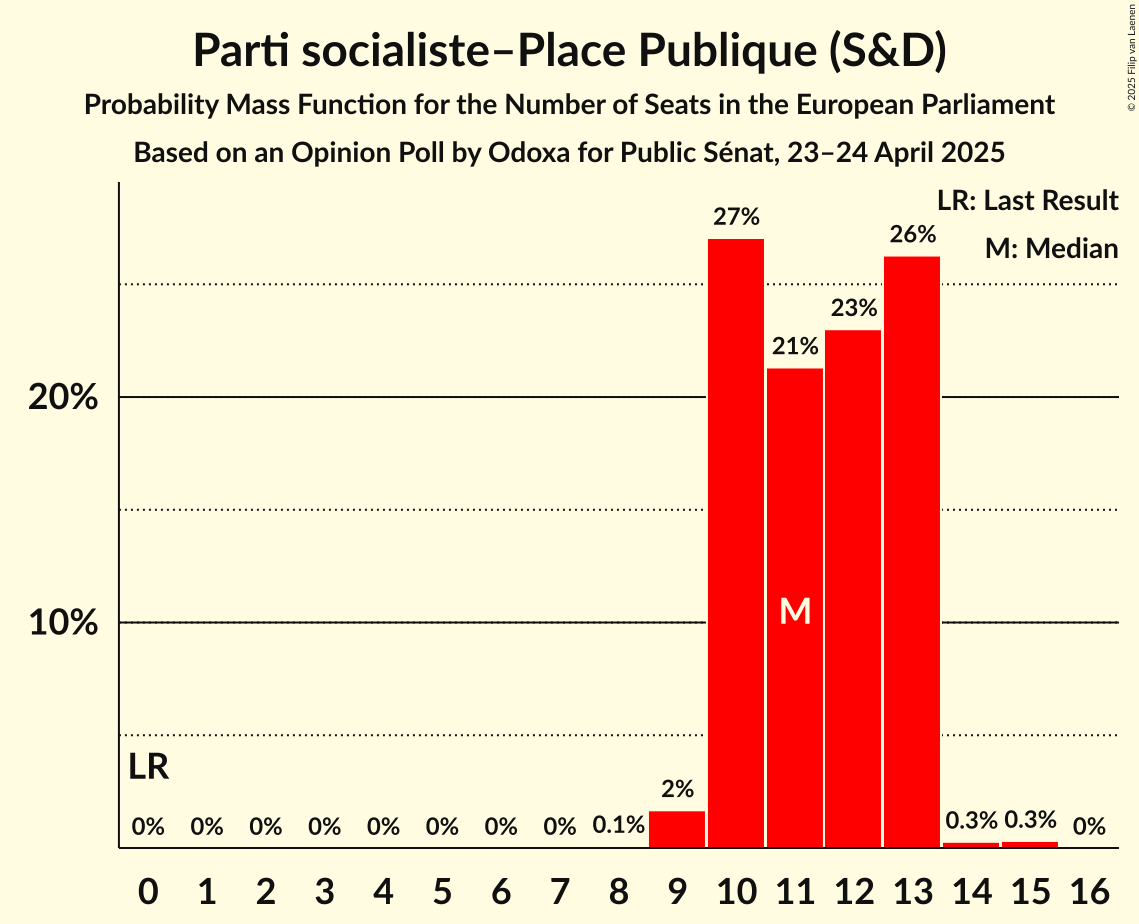 Parti socialiste–Place Publique (S&D)
Probability Mass Function for the Number of Seats in the European Parliament
Based on an Opinion Poll by Odoxa for Public Sénat, 23–24 April 2025
© 2025 Filip van Laenen
LR: Last Result
M: Median
27%
26%
23%
21%
20%
10%
M
LR
2%
0% 0% 0% 0% 0% 0% 0% 0% 0.1% 0.3% 0.3% 0%
0 1 2 3 4 5 6 7 8 9 10 11 12 13 14 15 16